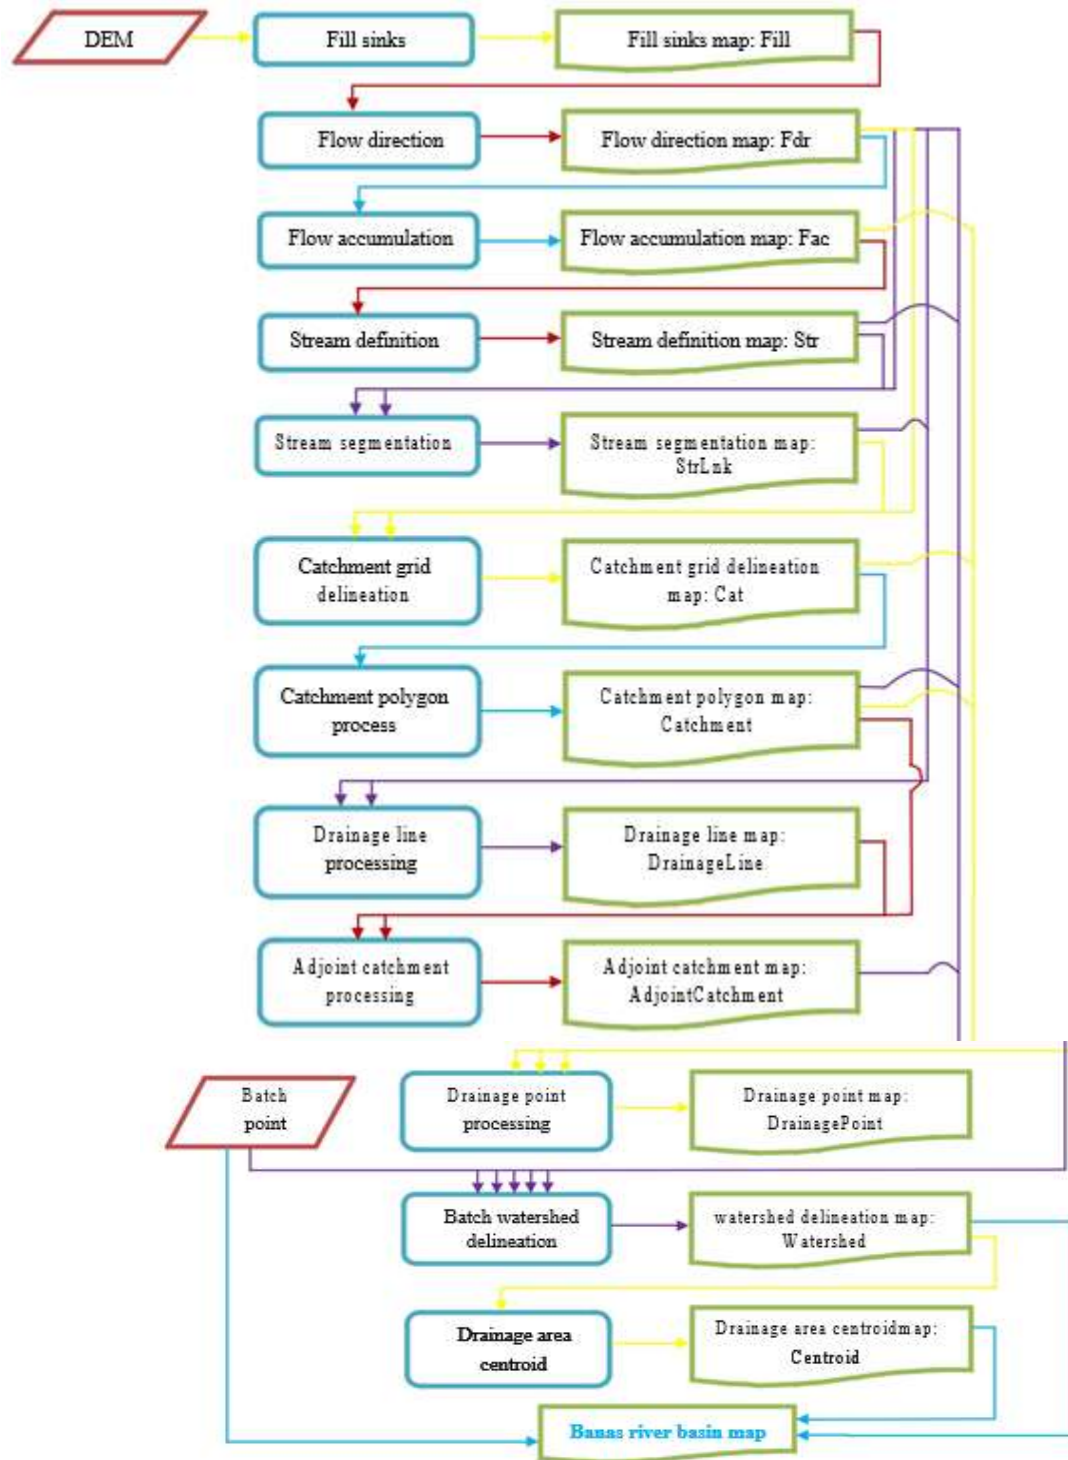 DEM
Fill sinks
Fill sinks map: Fill
Flow direction
Flow direction map: Fdr
Flow accumulation
Flow accumulation map: Fac
Stream definition
Stream definition map: Str
Stream segmentation
Stream segmentation map:
StrLnk
Catchment grid
delineation
Catchment grid delineation
map: Cat
Catchment polygon
process
Catchment polygon map:
Catchment
Drainage line
processing
Drainage line map:
DrainageLine
Adjoint catchment
processing
Adjoint catchment map:
AdjointCatchment
Batch
point
Drainage point
processing
Drainage point map:
DrainagePoint
Batch watershed
delineation
watershed delineation map:
Watershed
Drainage area
centroid
Drainage area centroidmap:
Centroid
Banas river basin map